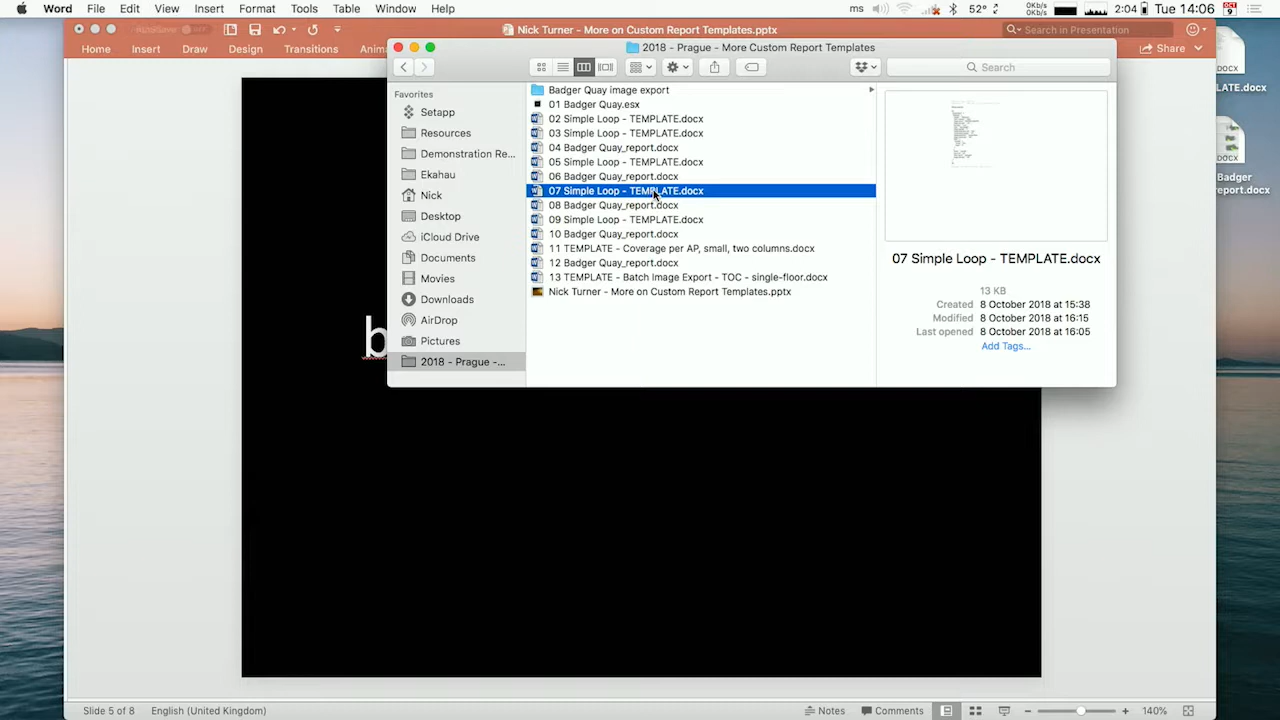 Word File Edit View Insert Format Tools Table Window Help ms 52° 0Kb/s 0Kb/s 2:04 Tue 14:06 OCT 9
Nick Turner - More on Custom Report Templates.pptx Search in Presentation
Home Insert Draw Design Transitions Anim Share
2018 - Prague - More Custom Report Templates
Search
Favorites
Setapp
Resources
Demonstration Re...
Ekahau
Nick
Desktop
iCloud Drive
Documents
Movies
Downloads
AirDrop
Pictures
2018 - Prague -...
Badger Quay image export
01 Badger Quay.esx
02 Simple Loop - TEMPLATE.docx
03 Simple Loop - TEMPLATE.docx
04 Badger Quay_report.docx
05 Simple Loop - TEMPLATE.docx
06 Badger Quay_report.docx
07 Simple Loop - TEMPLATE.docx
08 Badger Quay_report.docx
09 Simple Loop - TEMPLATE.docx
10 Badger Quay_report.docx
11 TEMPLATE - Coverage per AP, small, two columns.docx
12 Badger Quay_report.docx
13 TEMPLATE - Batch Image Export - TOC - single-floor.docx
Nick Turner - More on Custom Report Templates.pptx
07 Simple Loop - TEMPLATE.docx
13 KB
Created 8 October 2018 at 15:38
Modified 8 October 2018 at 16:15
Last opened 8 October 2018 at 16:05
Add Tags...
b
DOCX
LATE.docx
DOCX
Badger
report.docx
Slide 5 of 8 English (United Kingdom) Notes Comments 140%